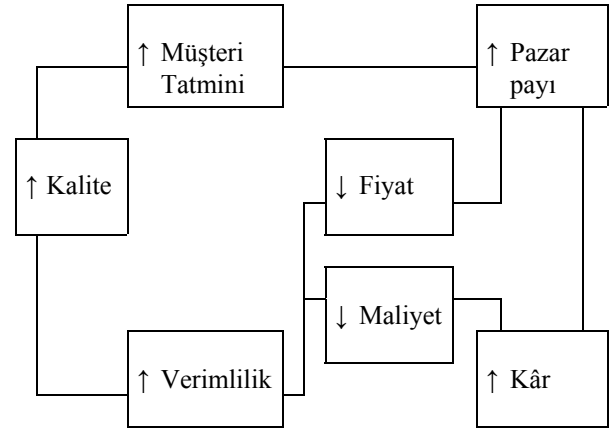 ↑ Müşteri
Tatmini
↑ Pazar
payı
↑ Kalite
↓ Fiyat
↓ Maliyet
↑ Verimlilik
↑ Kâr